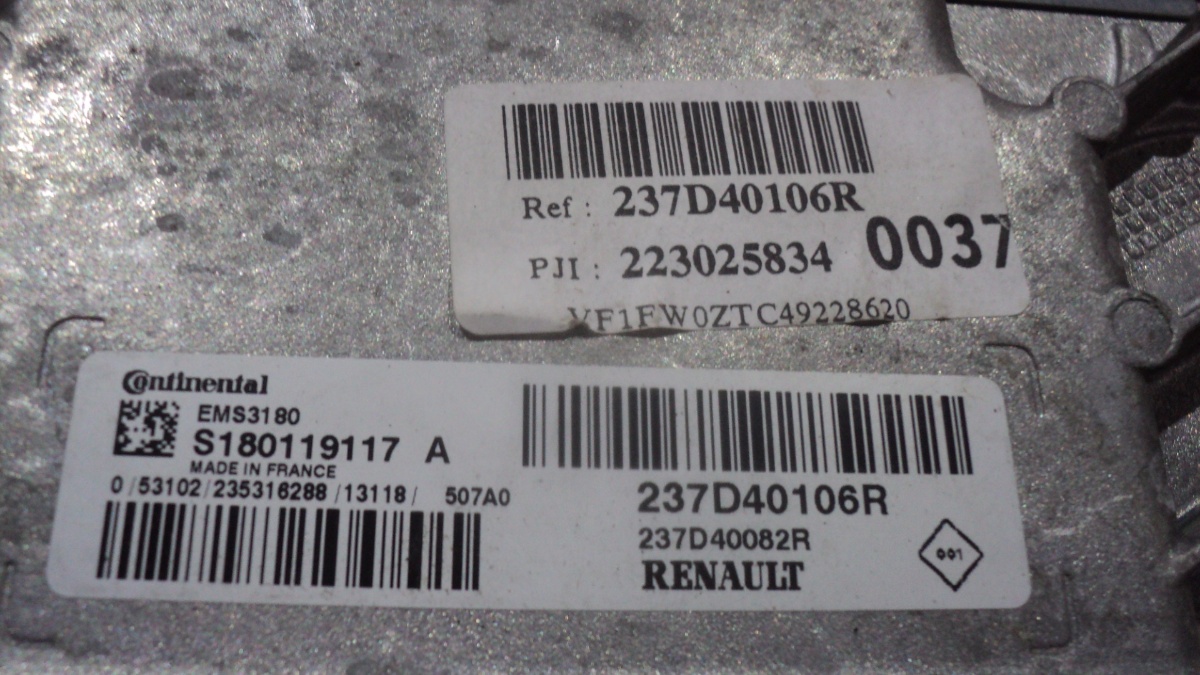 Ref : 237D40106R
PJI : 223025834 0037
VF1FW0ZTC49228620
Continental
EMS3180
S180119117 A
MADE IN FRANCE
0/53102/235316288/13118/ 507A0
237D40106R
237D40082R
RENAULT
001